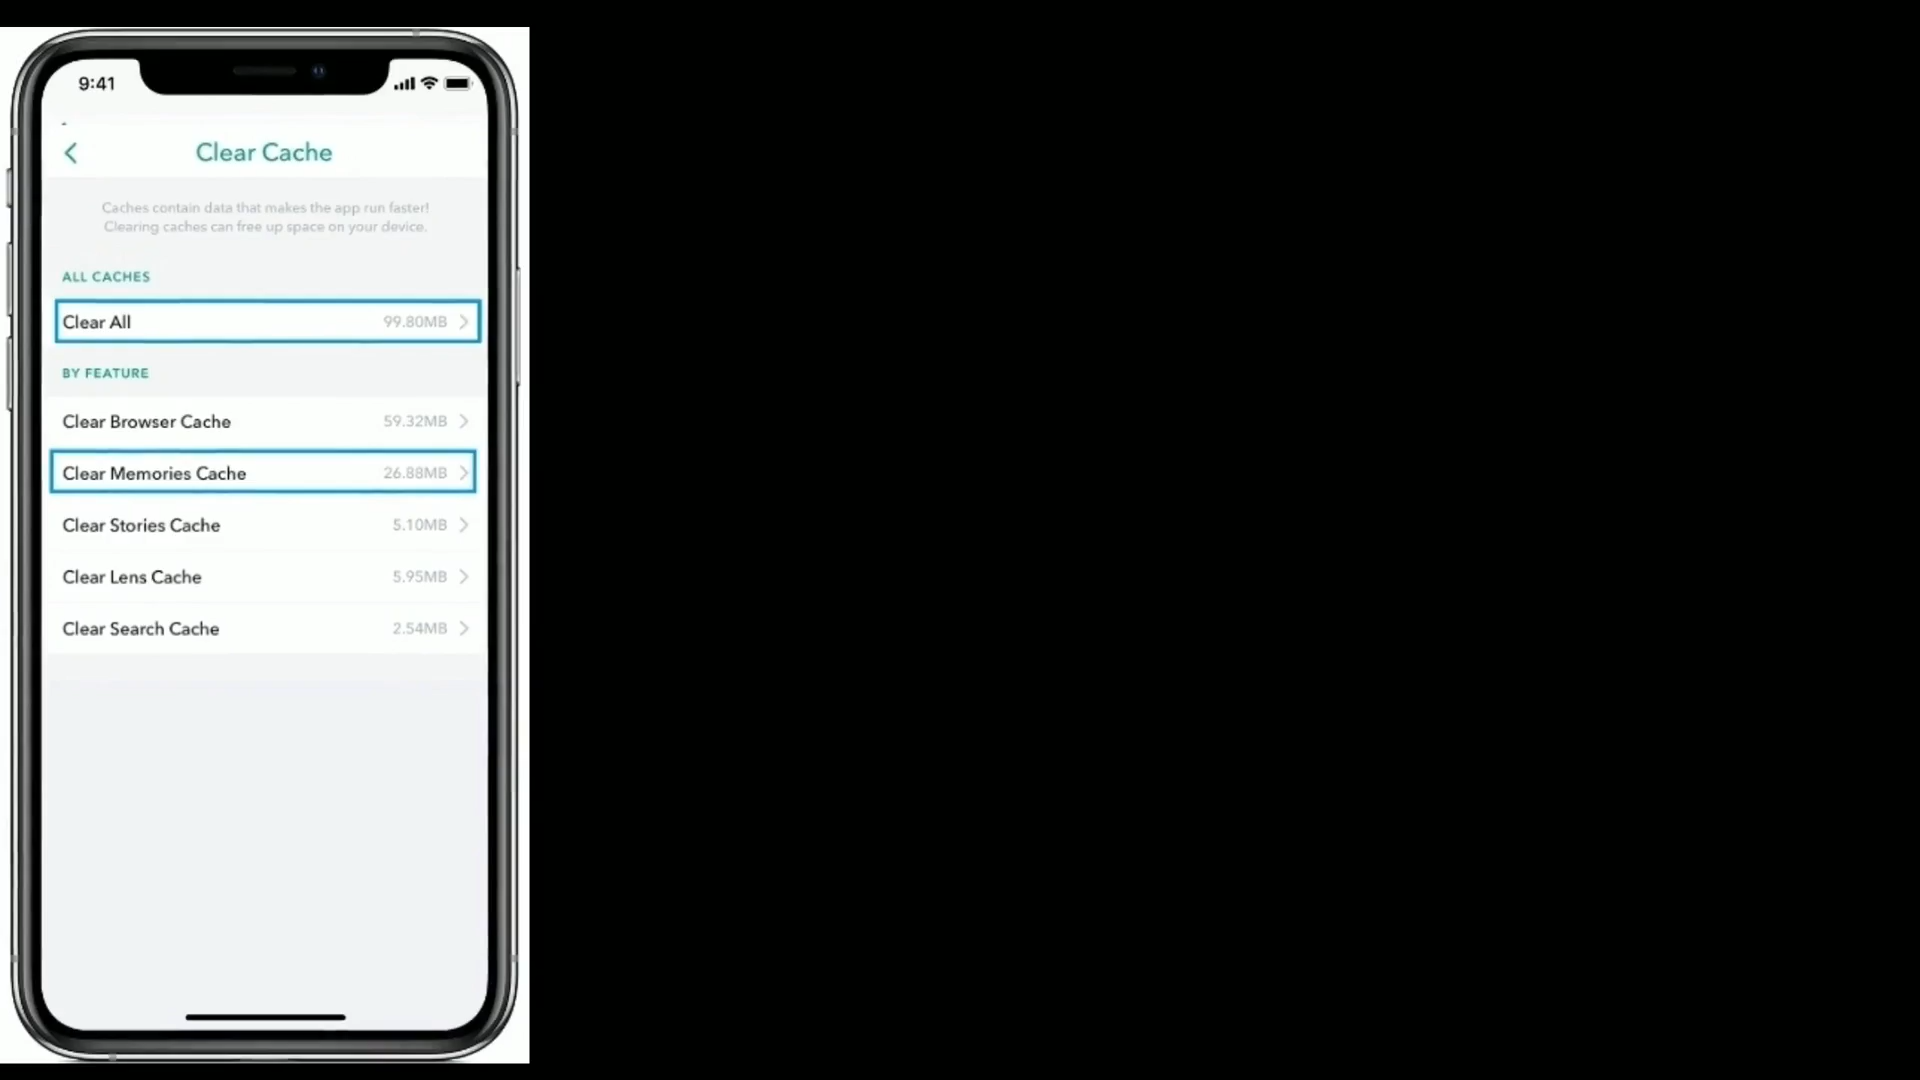 9:41
Clear Cache
Caches contain data that makes the app run faster!
Clearing caches can free up space on your device.
ALL CACHES
Clear All 99.80MB
BY FEATURE
Clear Browser Cache 59.32MB
Clear Memories Cache 26.88MB
Clear Stories Cache 5.10MB
Clear Lens Cache 5.95MB
Clear Search Cache 2.54MB